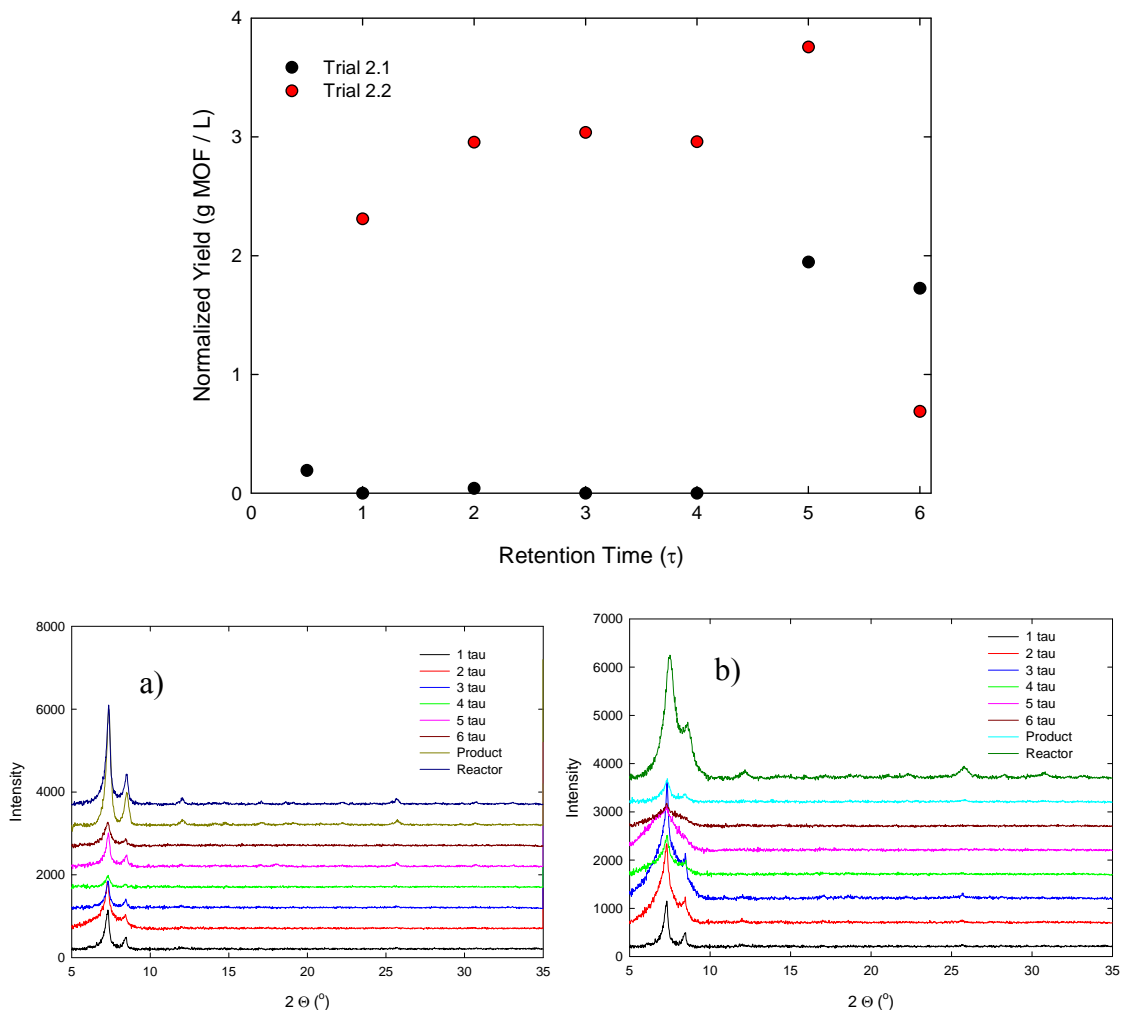 4
3
2
1
0
Normalized Yield (g MOF / L)
Trial 2.1
Trial 2.2
0 1 2 3 4 5 6
Retention Time (τ)
a)
8000
6000
4000
2000
0
Intensity
1 tau
2 tau
3 tau
4 tau
5 tau
6 tau
Product
Reactor
5 10 15 20 25 30 35
2 Θ (°)
b)
7000
6000
5000
4000
3000
2000
1000
0
Intensity
1 tau
2 tau
3 tau
4 tau
5 tau
6 tau
Product
Reactor
5 10 15 20 25 30 35
2 Θ (°)